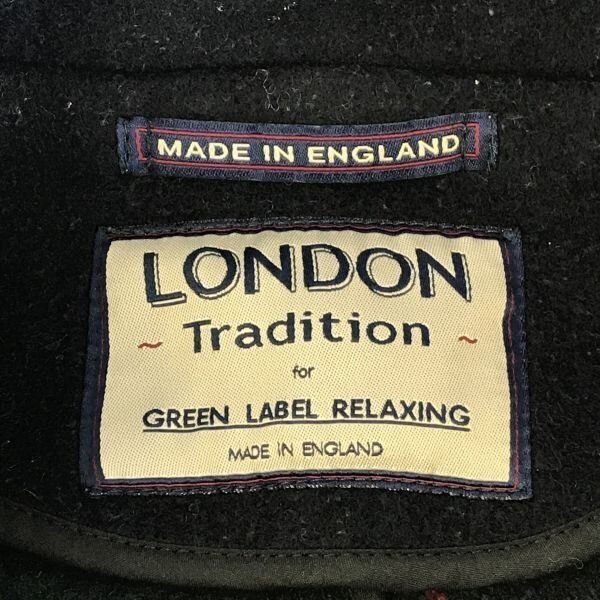 MADE IN ENGLAND
LONDON
~ Tradition ~
for
GREEN LABEL RELAXING
MADE IN ENGLAND